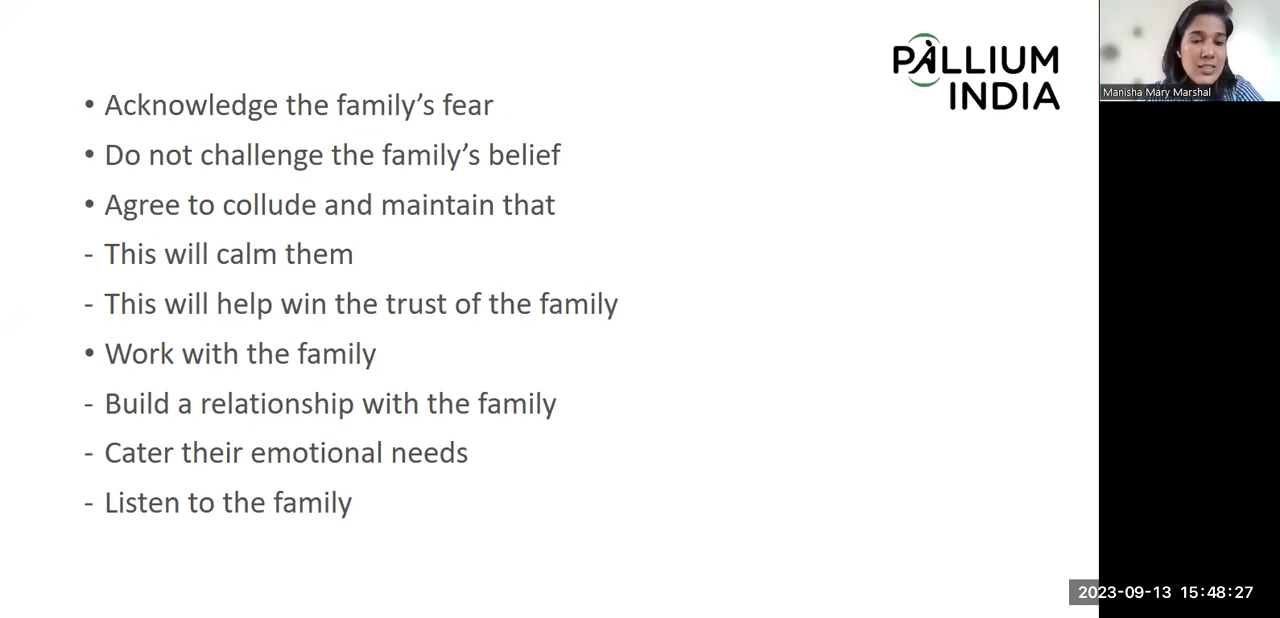 PALLIUM
INDIA
• Acknowledge the family’s fear
• Do not challenge the family’s belief
• Agree to collude and maintain that
- This will calm them
- This will help win the trust of the family
• Work with the family
- Build a relationship with the family
- Cater their emotional needs
- Listen to the family
Manisha Mary Marshal
2023-09-13 15:48:27